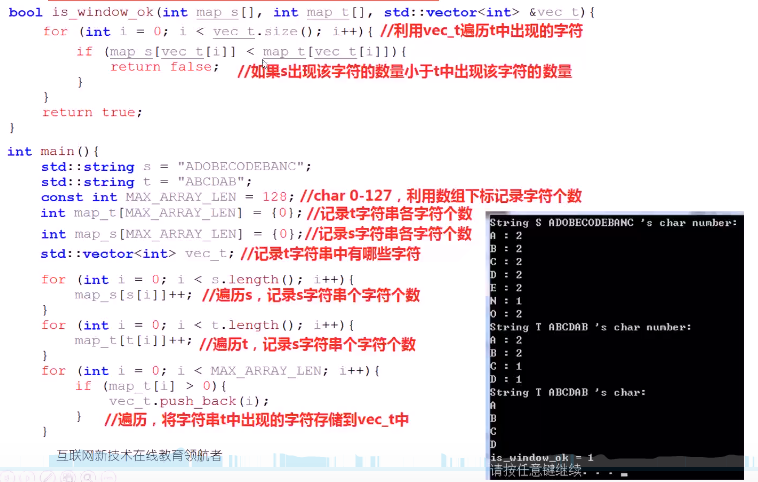 bool is_window_ok(int map_s[], int map_t[], std::vector<int> &vec_t){
for (int i = 0; i < vec_t.size(); i++){ //利用vec_t遍历t中出现的字符
if (map_s[vec_t[i]] < map_t[vec_t[i]]){
return false; //如果s出现该字符的数量小于t中出现该字符的数量
}
}
return true;
}
int main(){
std::string s = "ADOBECODEBANC";
std::string t = "ABCDAB";
const int MAX_ARRAY_LEN = 128; //char 0-127，利用数组下标记录字符个数
int map_t[MAX_ARRAY_LEN] = {0}; //记录t字符串各字符个数
int map_s[MAX_ARRAY_LEN] = {0}; //记录s字符串各字符个数
std::vector<int> vec_t; //记录t字符串中有哪些字符
for (int i = 0; i < s.length(); i++){
map_s[s[i]]++; //遍历s，记录s字符串个字符个数
}
for (int i = 0; i < t.length(); i++){
map_t[t[i]]++; //遍历t，记录s字符串个字符个数
}
for (int i = 0; i < MAX_ARRAY_LEN; i++){
if (map_t[i] > 0){
vec_t.push_back(i);
} //遍历，将字符串t中出现的字符存储到vec_t中
}
互联网新技术在线教育领航者
String S ADOBECODEBANC 's char number:
A : 2
B : 2
C : 2
D : 2
E : 2
N : 1
O : 2
String T ABCDAB 's char number:
A : 2
B : 2
C : 1
D : 1
String T ABCDAB 's char:
A
B
C
D
is_window_ok = 1
请按任意键继续. . .